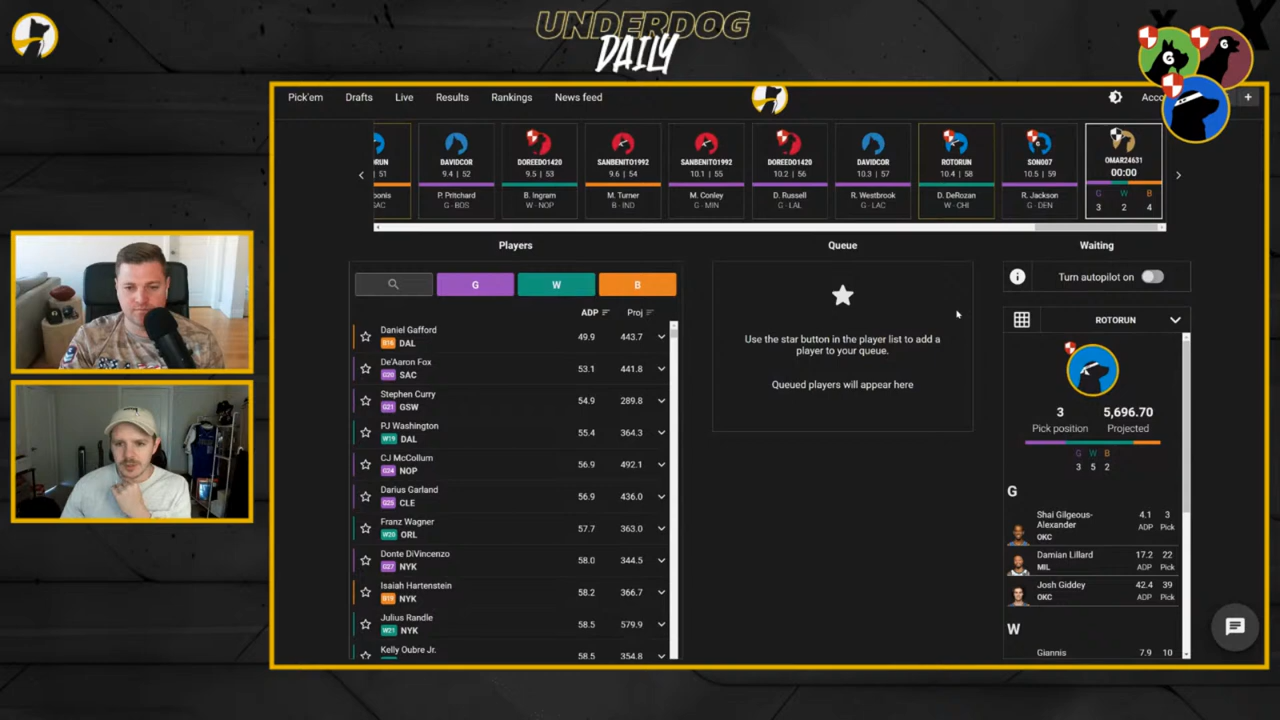 UNDERDOG
DAILY
G
G
Pick'em Drafts Live Results Rankings News feed
+
51
DAVIDCOR
9.4 | 52
P. Pritchard
G - BOS
DOREEDO1420
9.5 | 53
B. Ingram
W - NOP
SANBENITO1992
9.6 | 54
M. Turner
B - IND
SANBENITO1992
10.1 | 55
M. Conley
G - MIN
DOREEDO1420
10.2 | 56
D. Russell
G - LAL
DAVIDCOR
10.3 | 57
R. Westbrook
G - LAC
ROTORUN
10.4 | 58
D. DeRozan
W - CHI
SON007
10.5 | 59
R. Jackson
G - DEN
OMAR24631
00:00
G W B
3 2 4
Players
G W B
ADP Proj
Daniel Gafford
B16 DAL
49.9 443.7
De'Aaron Fox
G20 SAC
53.1 441.8
Stephen Curry
G21 GSW
54.9 289.8
PJ Washington
W19 DAL
55.4 364.3
CJ McCollum
G24 NOP
56.9 492.1
Darius Garland
G25 CLE
56.9 436.0
Franz Wagner
W20 ORL
57.7 363.0
Donte DiVincenzo
G27 NYK
58.0 344.5
Isaiah Hartenstein
B19 NYK
58.2 366.7
Julius Randle
W21 NYK
58.5 579.9
Kelly Oubre Jr.
58.5 354.8
Queue
Use the star button in the player list to add a
player to your queue.
Queued players will appear here
Waiting
Turn autopilot on
ROTORUN
3 5,696.70
Pick position Projected
G W B
3 5 2
G
Shai Gilgeous-
Alexander
OKC
4.1 3
ADP Pick
Damian Lillard
MIL
17.2 22
ADP Pick
Josh Giddey
OKC
42.4 39
ADP Pick
W
Giannis
7.9 10